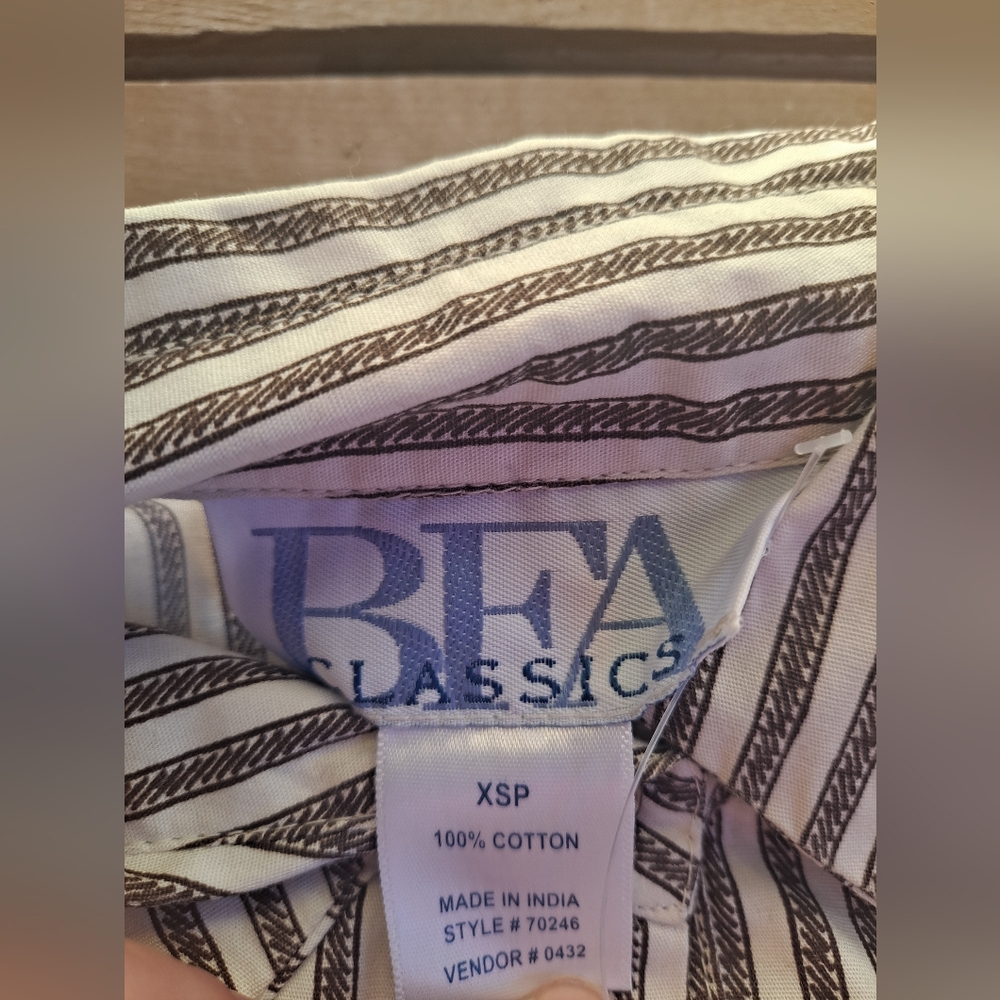 BFA
CLASSICS
XSP
100% COTTON
MADE IN INDIA
STYLE # 70246
VENDOR # 0432